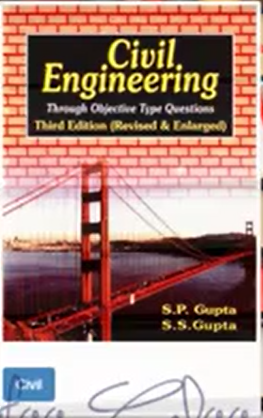 Civil
Engineering
Through Objective Type Questions
Third Edition (Revised & Enlarged)
S.P. Gupta
S.S.Gupta
Civil